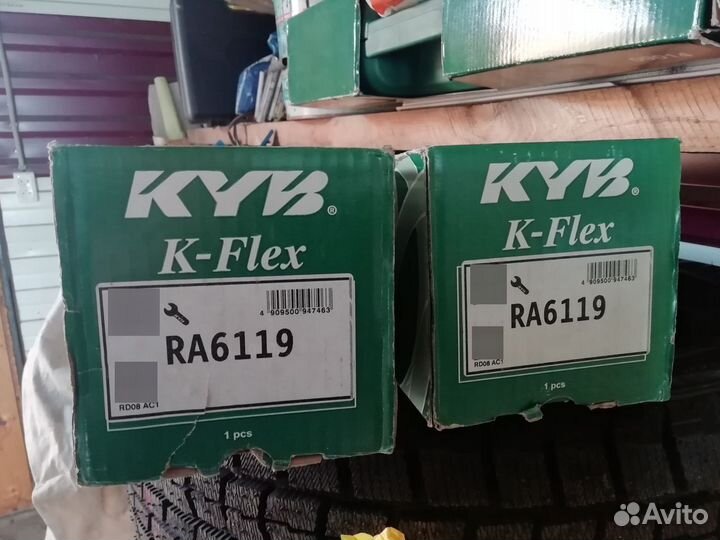 KYB®
K-Flex
4 909500 947463
RA6119
RD08 AC1
1 pcs
KYB®
K-Flex
4 909500 947463
RA6119
RD08 AC1
1 pcs
Avito